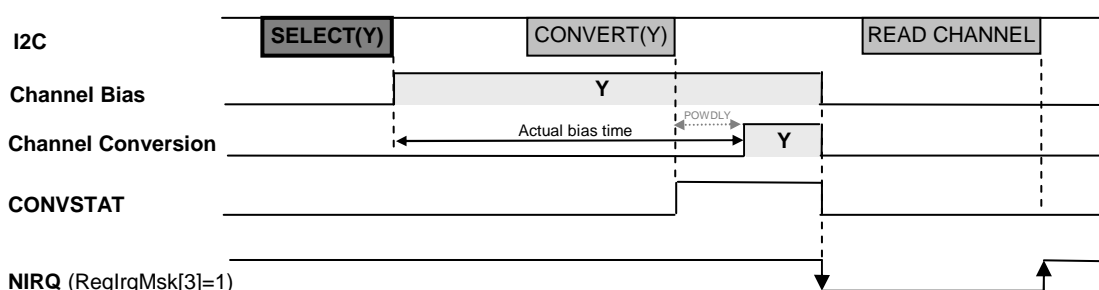 I2C SELECT(Y) CONVERT(Y) READ CHANNEL
Channel Bias Y
POWDLY
Actual bias time
Channel Conversion Y
CONVSTAT
NIRQ (RegIrqMsk[3]=1)